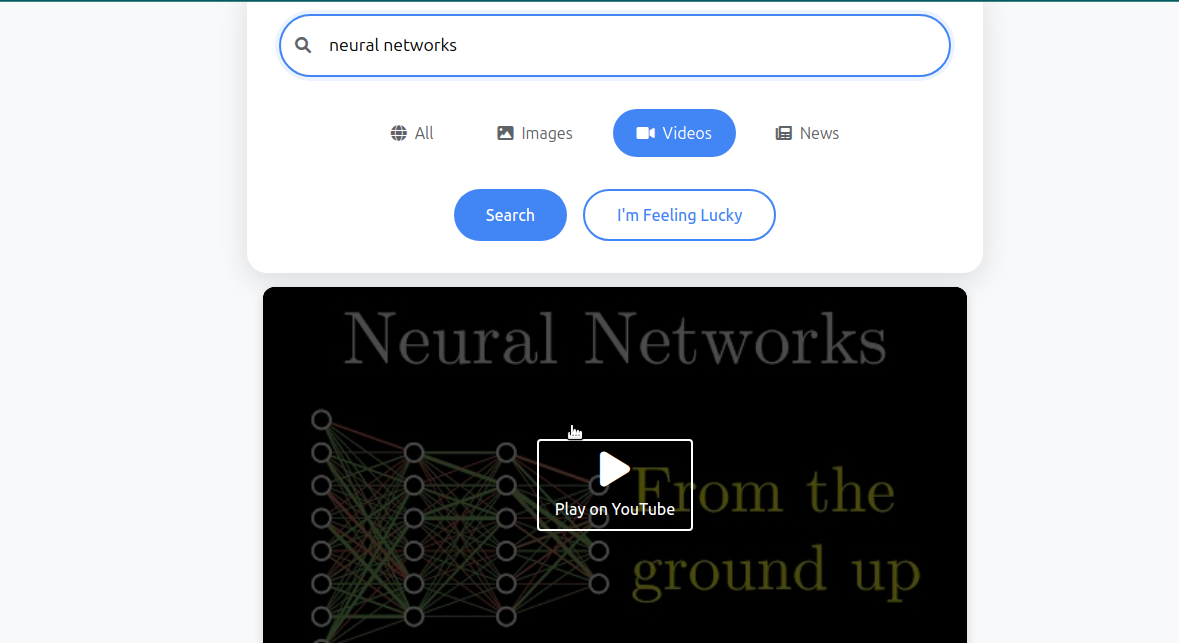 neural networks
All Images Videos News
Search I'm Feeling Lucky
Neural Networks
Play on YouTube
From the
ground up